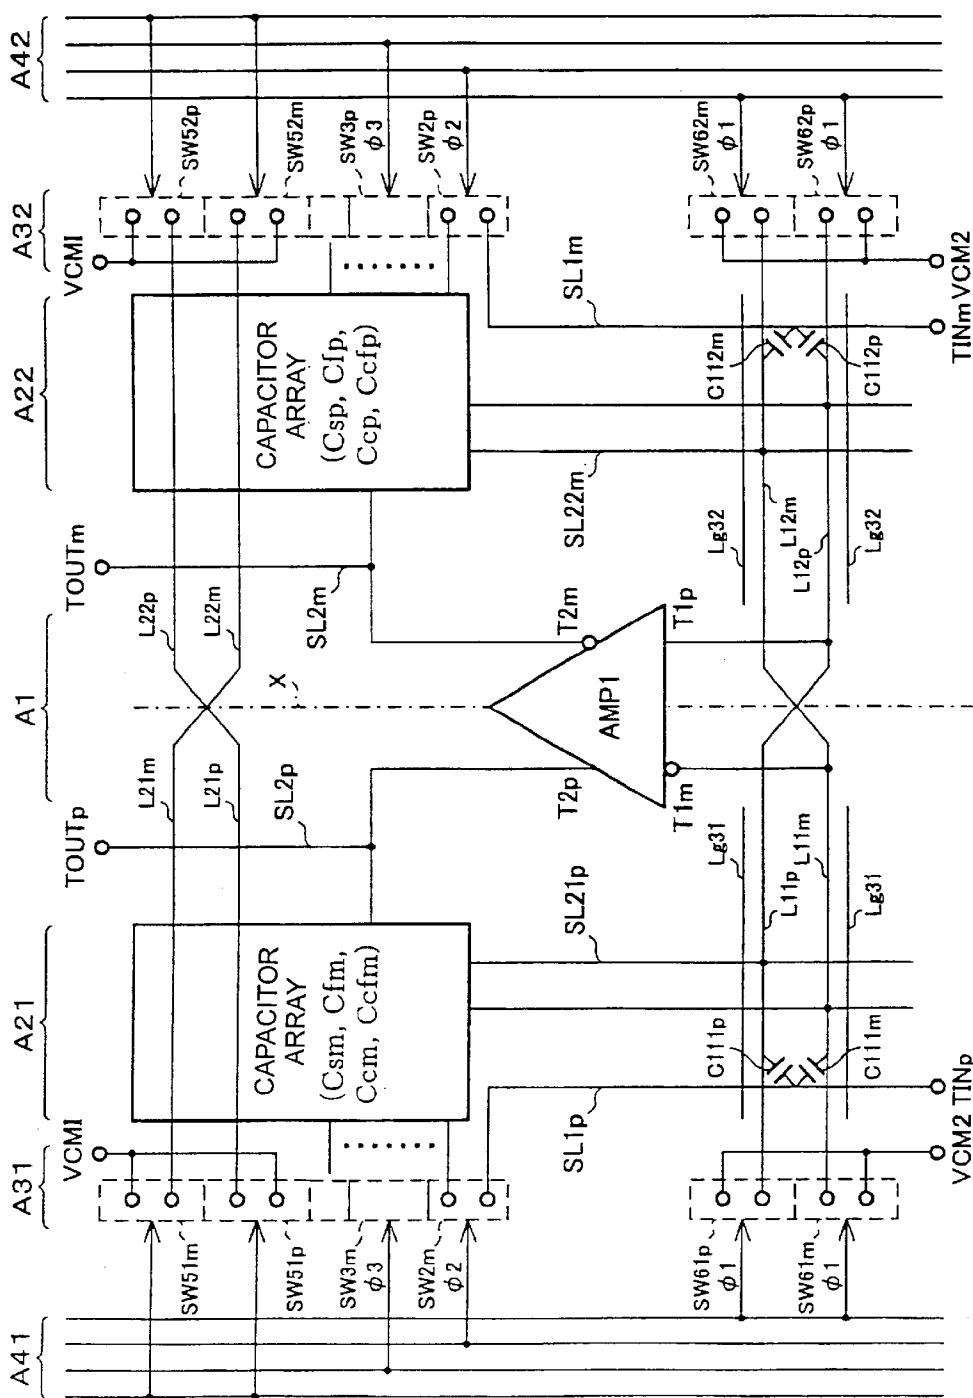 A41
A31
A21
A1
A22
A32
A42
VCMI
TOUTp
TOUTm
VCMI
SW51m
SW51p
SW3m
φ3
SW2m
φ2
SW61p
φ1
SW61m
φ1
L21m
L21p
L22p
L22m
SW52p
SW52m
SW3p
φ3
SW2p
φ2
SW62m
φ1
SW62p
φ1
CAPACITOR
ARRAY
(Csm, Cfm,
Ccm, Ccfm)
CAPACITOR
ARRAY
(Csp, Cfp,
Ccp, Ccfp)
SL2p
X
SL2m
T2p
T2m
AMP1
T1m
T1p
SL1p
SL21p
SL22m
SL1m
C111p
C111m
Lg31
L11p
L11m
Lg31
Lg32
L12m
L12p
Lg32
C112m
C112p
VCM2
TINp
TINm
VCM2